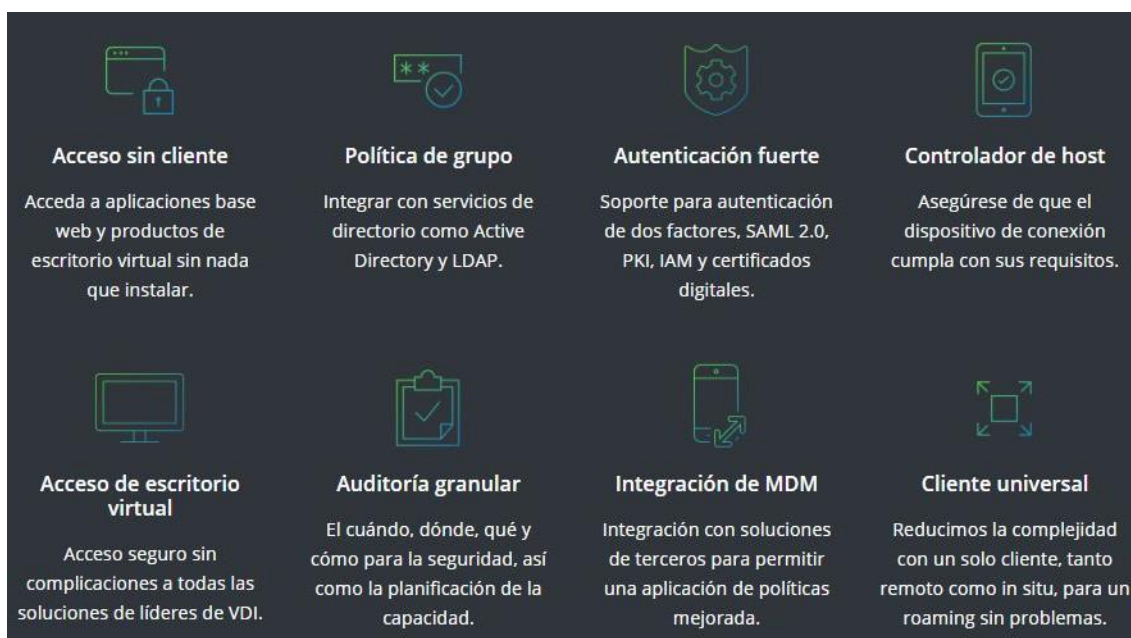 Acceso sin cliente
Acceda a aplicaciones base
web y productos de
escritorio virtual sin nada
que instalar.
Política de grupo
Integrar con servicios de
directorio como Active
Directory y LDAP.
Autenticación fuerte
Soporte para autenticación
de dos factores, SAML 2.0,
PKI, IAM y certificados
digitales.
Controlador de host
Asegúrese de que el
dispositivo de conexión
cumpla con sus requisitos.
Acceso de escritorio
virtual
Acceso seguro sin
complicaciones a todas las
soluciones de líderes de VDI.
Auditoría granular
El cuándo, dónde, qué y
cómo para la seguridad, así
como la planificación de la
capacidad.
Integración de MDM
Integración con soluciones
de terceros para permitir
una aplicación de políticas
mejorada.
Cliente universal
Reducimos la complejidad
con un solo cliente, tanto
remoto como in situ, para un
roaming sin problemas.